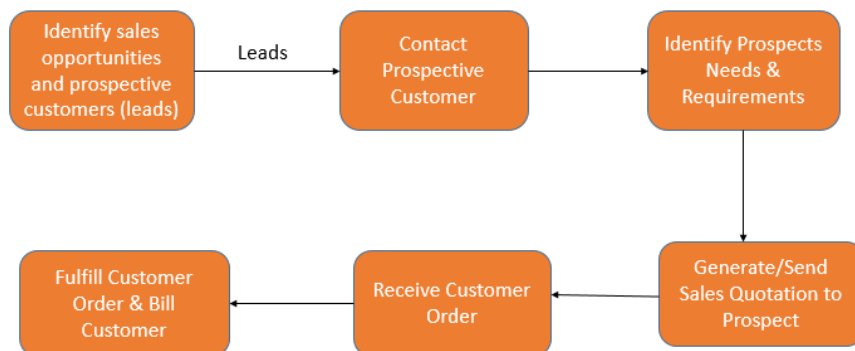 Identify sales
opportunities
and prospective
customers (leads)
Leads
Contact
Prospective
Customer
Identify Prospects
Needs &
Requirements
Generate/Send
Sales Quotation to
Prospect
Receive Customer
Order
Fulfill Customer
Order & Bill
Customer